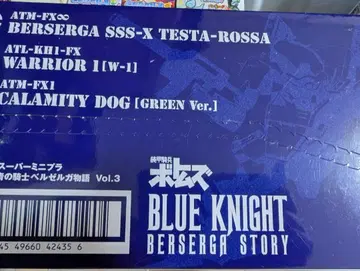 ATM-FX∞
BERSERGA SSS-X TESTA-ROSSA
ATL-KH1-FX
WARRIOR 1 [W-1]
ATM-FX1
CALAMITY DOG [GREEN Ver.]
スーパーミニプラ
青の騎士ベルゼルガ物語 Vol.3
装甲騎兵
ボトムズ
BLUE KNIGHT
BERSERGA STORY
45 49660 42435 6